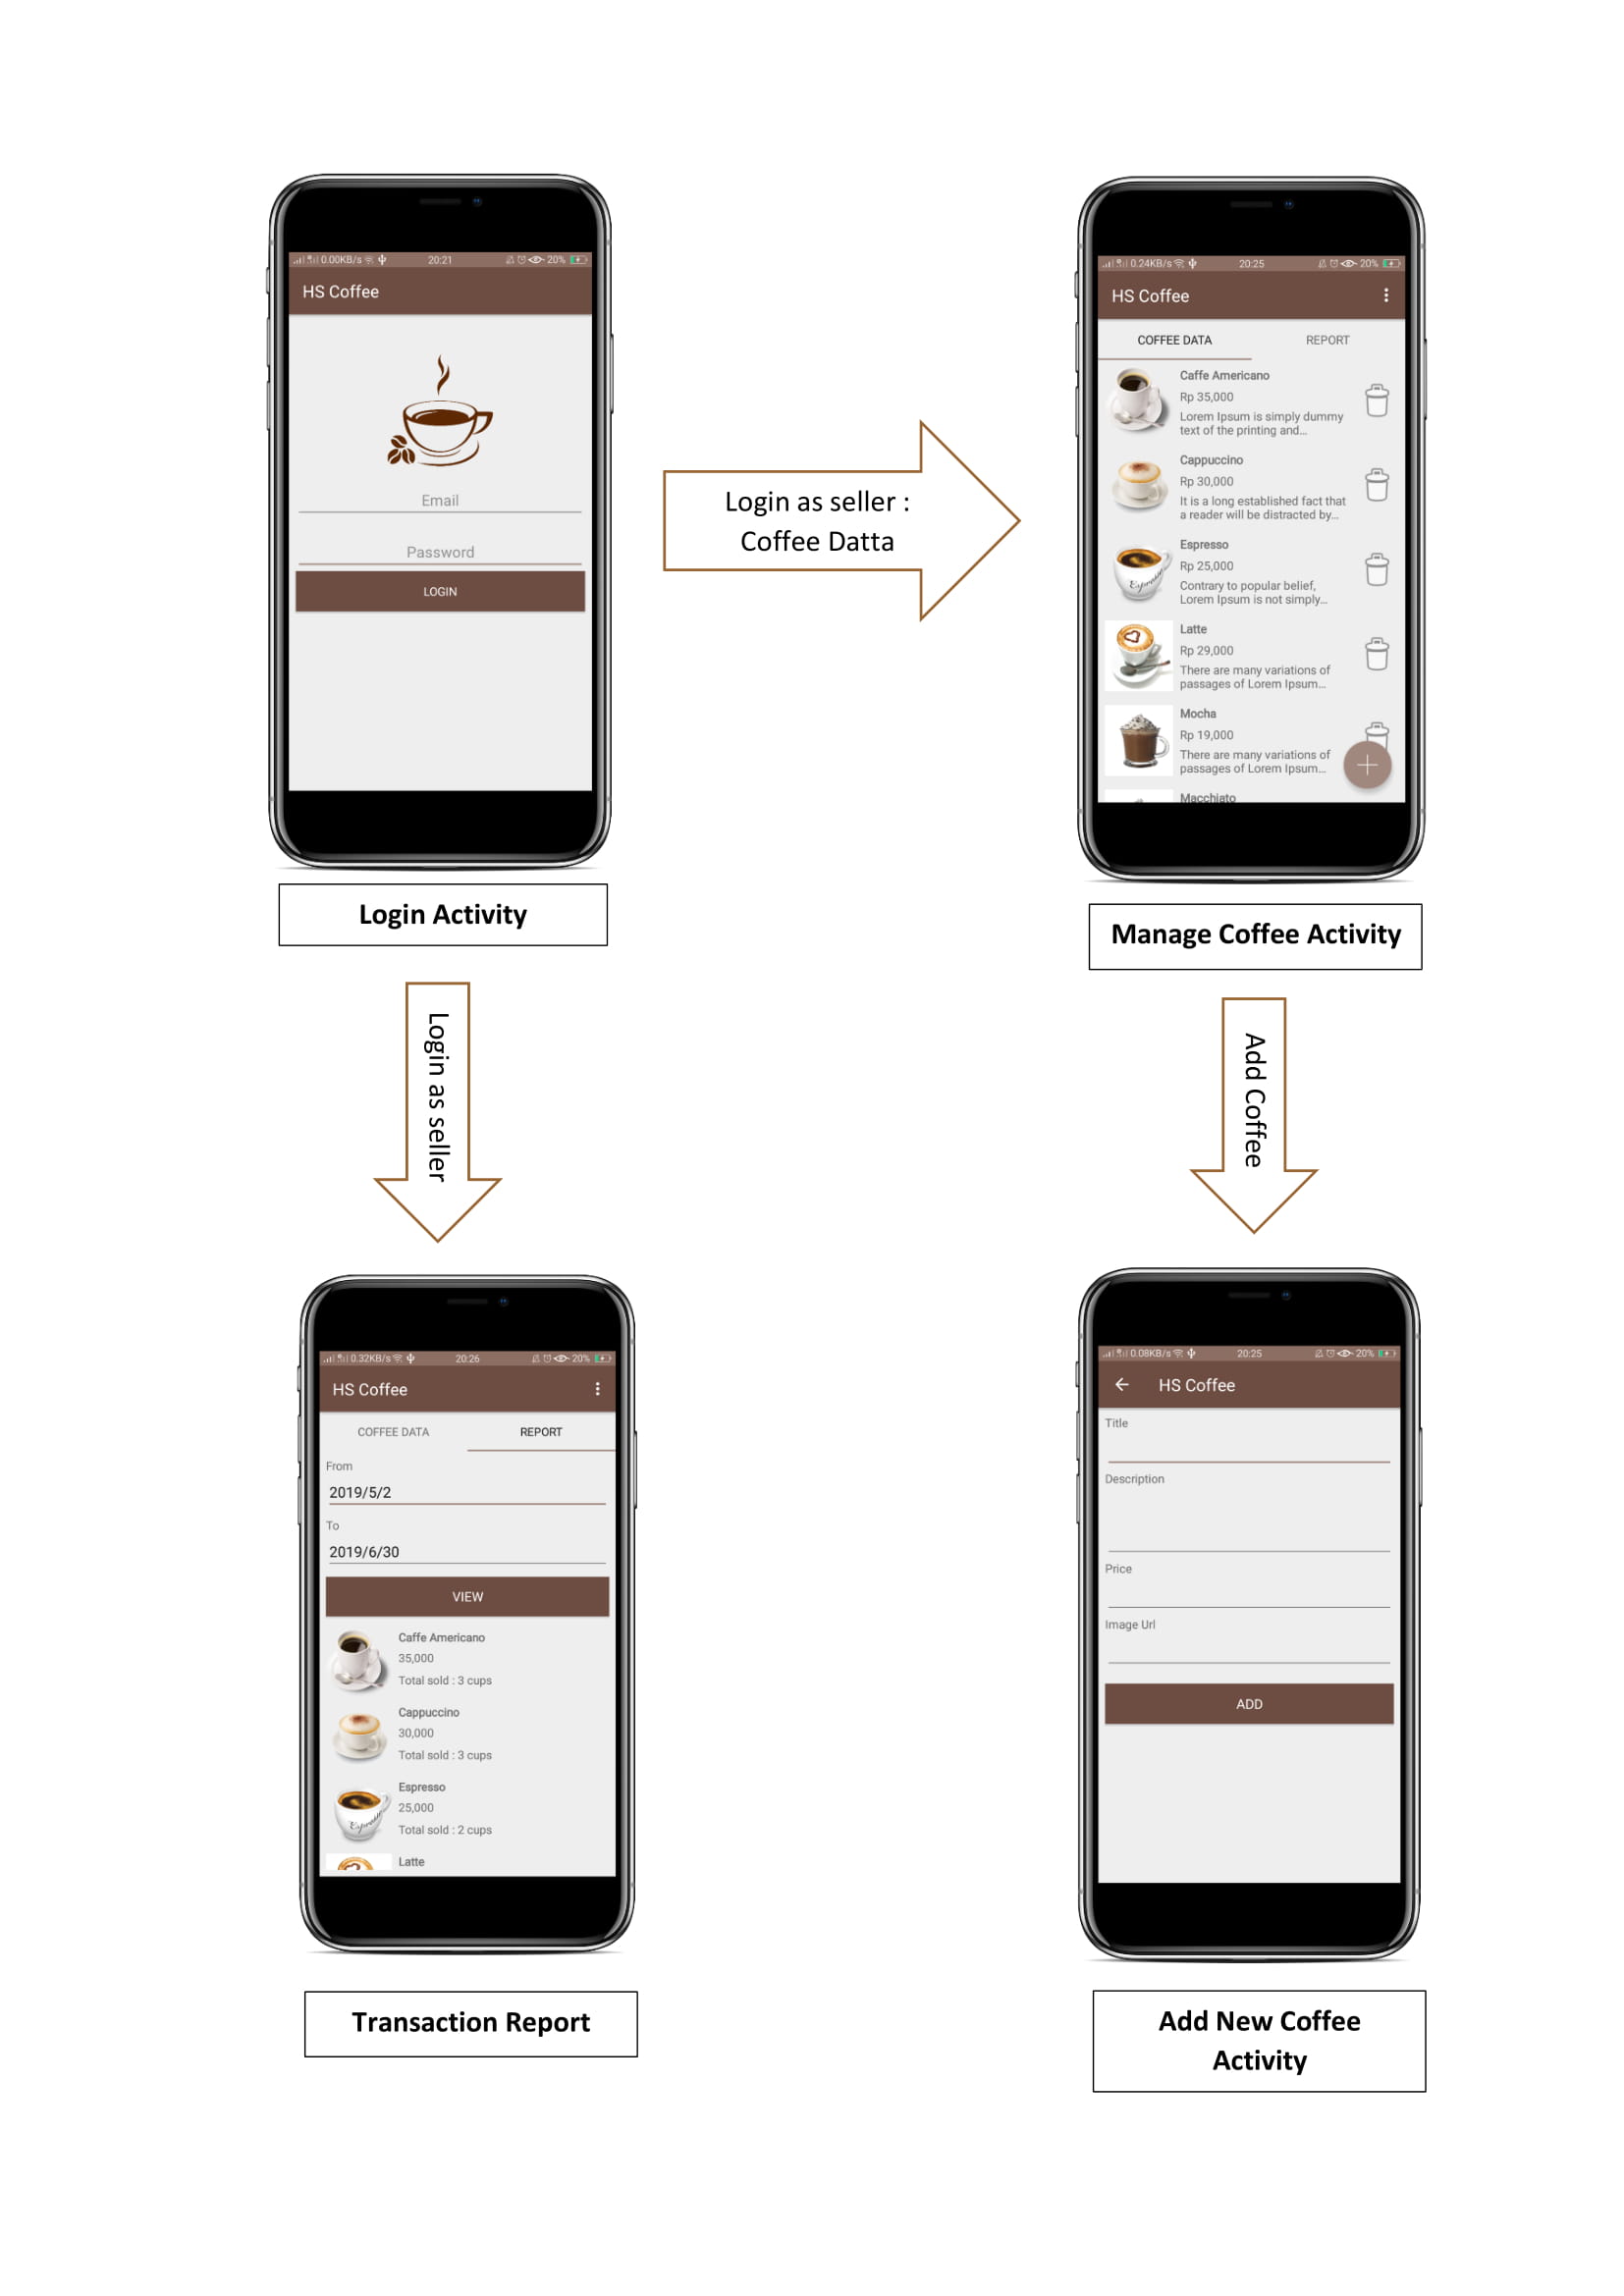 0.00KB/s 20:21 20%
HS Coffee
Email
Password
LOGIN
Login Activity
Login as seller :
Coffee Datta
0.24KB/s 20:25 20%
HS Coffee
COFFEE DATA REPORT
Caffe Americano
Rp 35,000
Lorem Ipsum is simply dummy
text of the printing and...
Cappuccino
Rp 30,000
It is a long established fact that
a reader will be distracted by...
Espresso
Rp 25,000
Contrary to popular belief,
Lorem Ipsum is not simply...
Latte
Rp 29,000
There are many variations of
passages of Lorem Ipsum...
Mocha
Rp 19,000
There are many variations of
passages of Lorem Ipsum...
Macchiato
Manage Coffee Activity
Login as seller
Add Coffee
0.32KB/s 20:26 20%
HS Coffee
COFFEE DATA REPORT
From
2019/5/2
To
2019/6/30
VIEW
Caffe Americano
35,000
Total sold : 3 cups
Cappuccino
30,000
Total sold : 3 cups
Espresso
25,000
Total sold : 2 cups
Espresso
Latte
Transaction Report
0.08KB/s 20:25 20%
HS Coffee
Title
Description
Price
Image Url
ADD
Add New Coffee
Activity